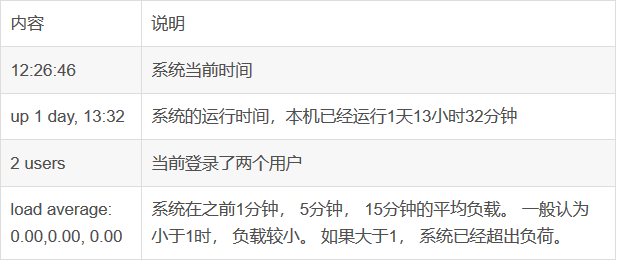 内容 说明
12:26:46 系统当前时间
up 1 day, 13:32 系统的运行时间，本机已经运行1天13小时32分钟
2 users 当前登录了两个用户
load average: 系统在之前1分钟， 5分钟， 15分钟的平均负载。 一般认为
0.00,0.00, 0.00 小于1时， 负载较小。 如果大于1， 系统已经超出负荷。